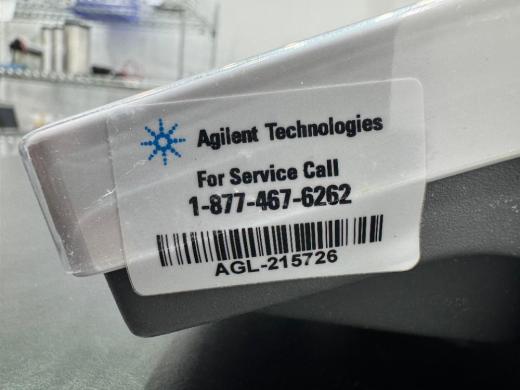 Agilent Technologies
For Service Call
1-877-467-6262
AGL-215726